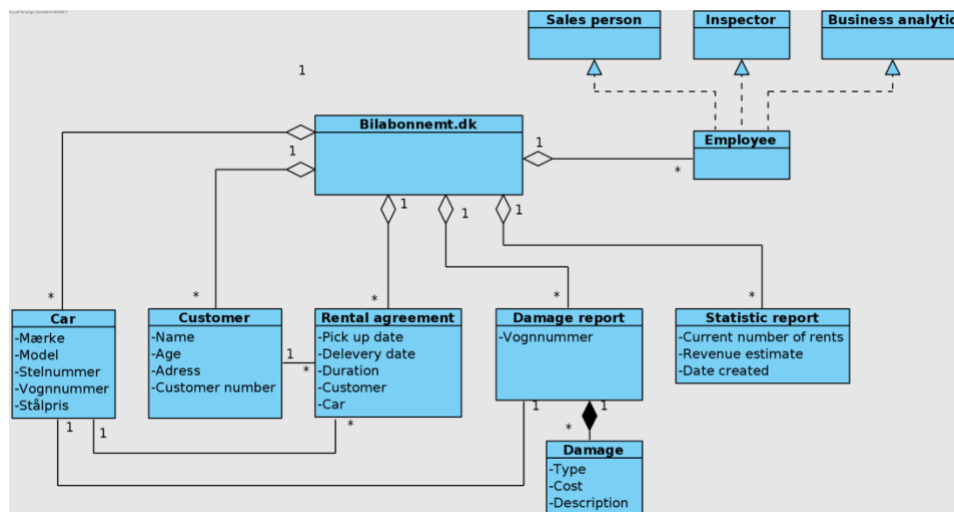 Sales person
Inspector
Business analytic
1
Bilabonnemt.dk
1
1
Employee
*
1
1
1
*
*
*
*
*
Car
-Mærke
-Model
-Stelnummer
-Vognnummer
-Stålpris
Customer
-Name
-Age
-Adress
-Customer number
1
*
Rental agreement
-Pick up date
-Delevery date
-Duration
-Customer
-Car
Damage report
-Vognnummer
Statistic report
-Current number of rents
-Revenue estimate
-Date created
1
1
*
1
1
*
Damage
-Type
-Cost
-Description